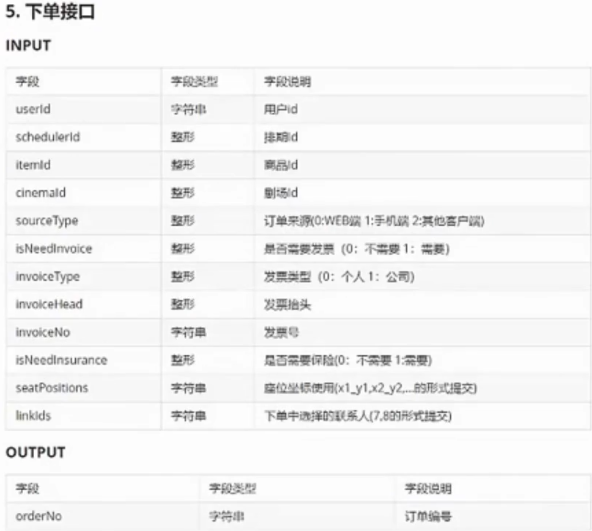 5. 下单接口
INPUT
字段 字段类型 字段说明
userId 字符串 用户id
schedulerId 整形 排期id
itemId 整形 商品id
cinemaId 整形 剧场id
sourceType 整形 订单来源(0:WEB端 1:手机端 2:其他客户端)
isNeedInvoice 整形 是否需要发票（0：不需要 1：需要）
invoiceType 整形 发票类型（0：个人 1：公司）
invoiceHead 整形 发票抬头
invoiceNo 字符串 发票号
isNeedInsurance 整形 是否需要保险(0：不需要 1:需要)
seatPositions 字符串 座位坐标使用(x1_y1,x2_y2,...的形式提交)
linkIds 字符串 下单中选择的联系人(7,8的形式提交)
OUTPUT
字段 字段类型 字段说明
orderNo 字符串 订单编号